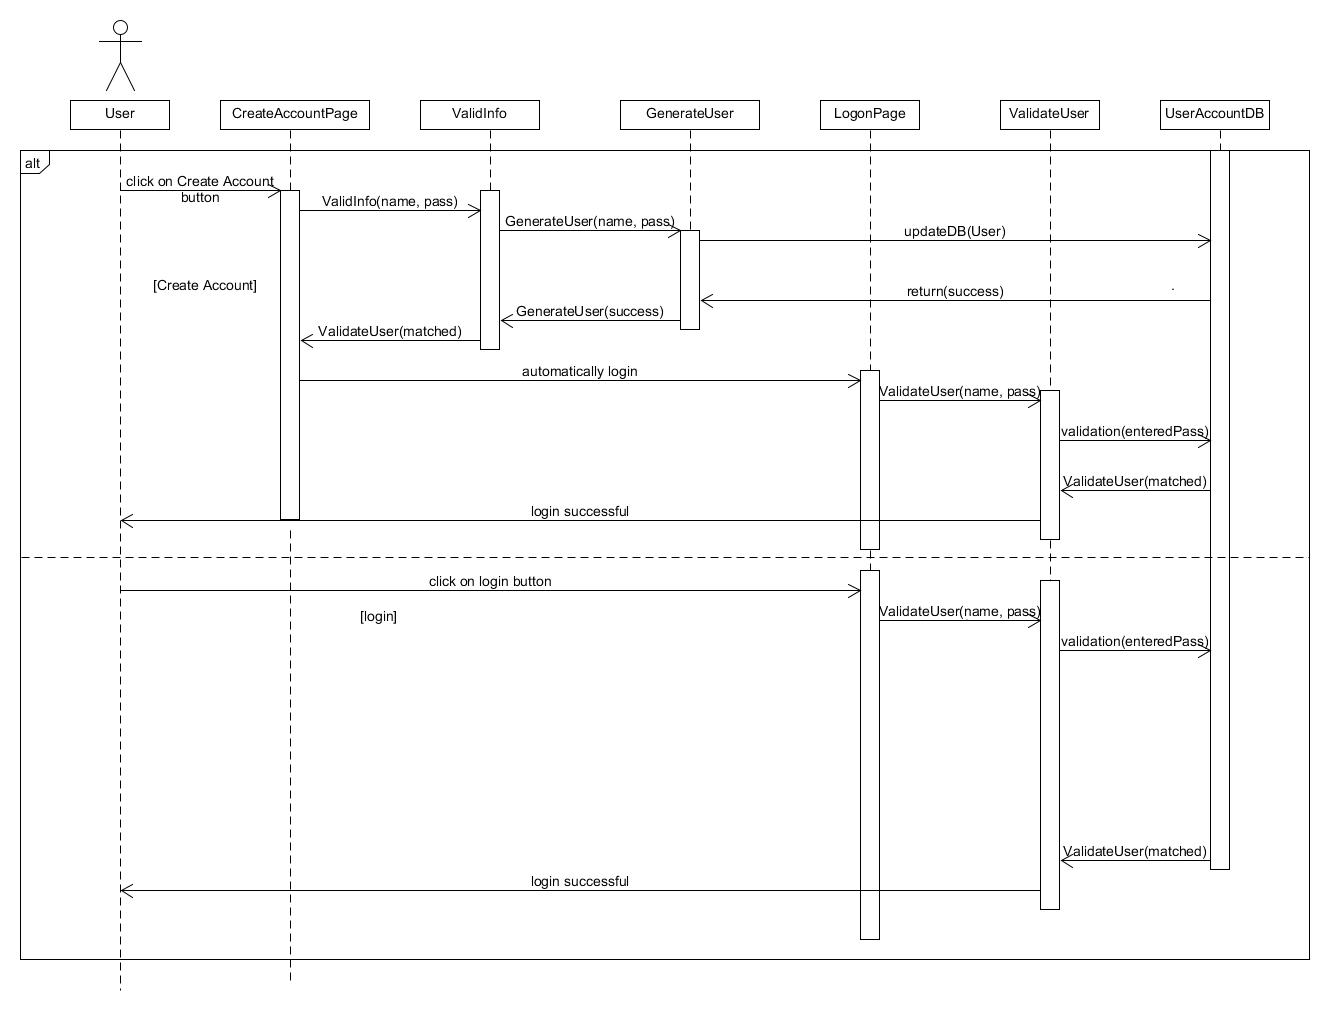 User
CreateAccountPage
ValidInfo
GenerateUser
LogonPage
ValidateUser
UserAccountDB
alt
click on Create Account
button
ValidInfo(name, pass)
GenerateUser(name, pass)
updateDB(User)
[Create Account]
return(success)
.
GenerateUser(success)
ValidateUser(matched)
automatically login
ValidateUser(name, pass)
validation(enteredPass)
ValidateUser(matched)
login successful
click on login button
[login]
ValidateUser(name, pass)
validation(enteredPass)
ValidateUser(matched)
login successful